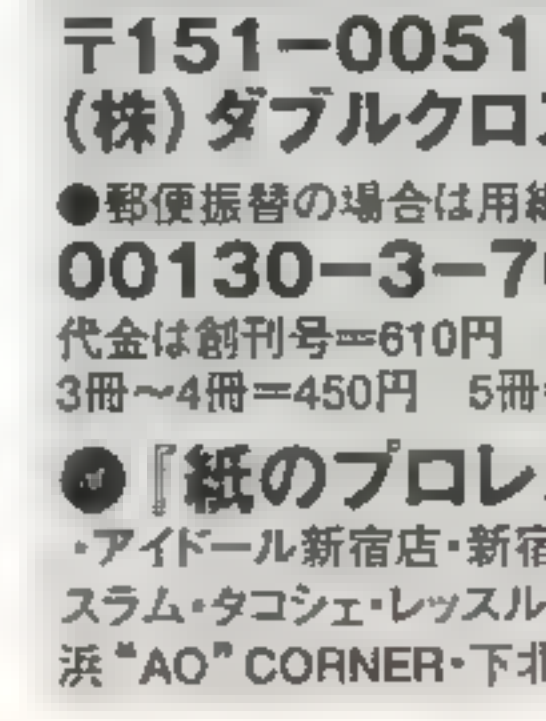 〒151-0051
(株)ダブルクロ
●郵便振替の場合は用
00130-3-7
代金は創刊号=610円
3冊〜4冊=450円 5冊
●『紙のプロレ
・アイドール新宿店・新宿
スラム・タコシェ・レッスル
浜“AO”CORNER・下北